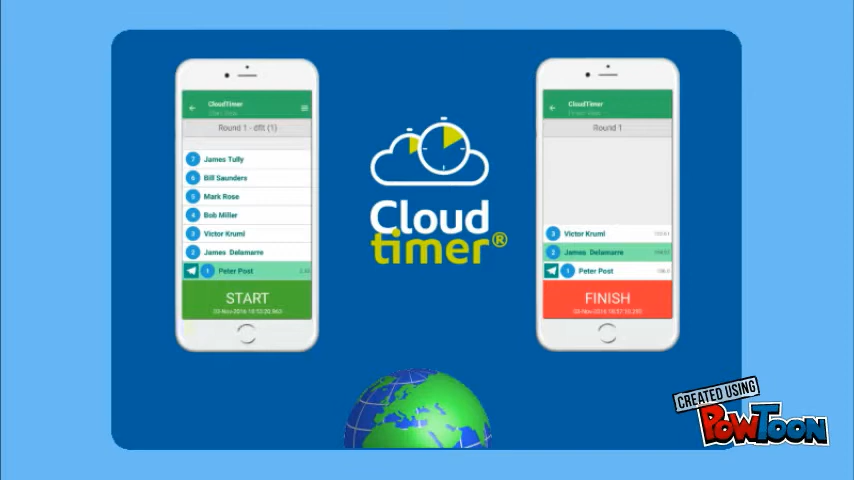 CloudTimer
Round 1 - dflt (1)
7 James Tully
6 Bill Saunders
5 Mark Rose
4 Bob Miller
3 Victor Kruml
2 James Delamarre
1 Peter Post
START
Cloud
timer®
CloudTimer
Round 1
3 Victor Kruml
2 James Delamarre
1 Peter Post
FINISH
CREATED USING
POWTOON